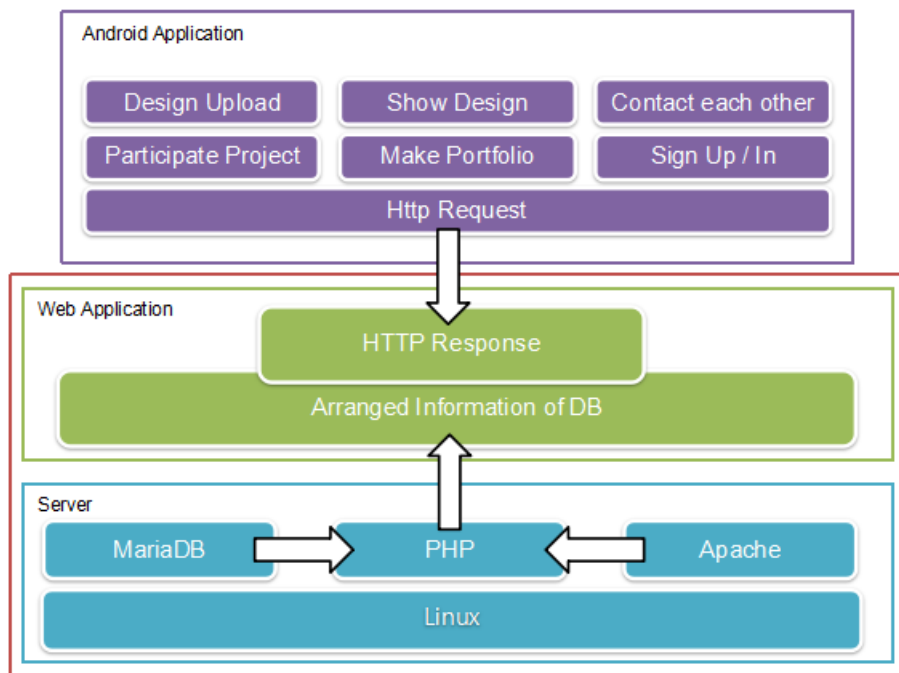 Android Application
Design Upload
Show Design
Contact each other
Participate Project
Make Portfolio
Sign Up / In
Http Request
Web Application
HTTP Response
Arranged Information of DB
Server
MariaDB
PHP
Apache
Linux